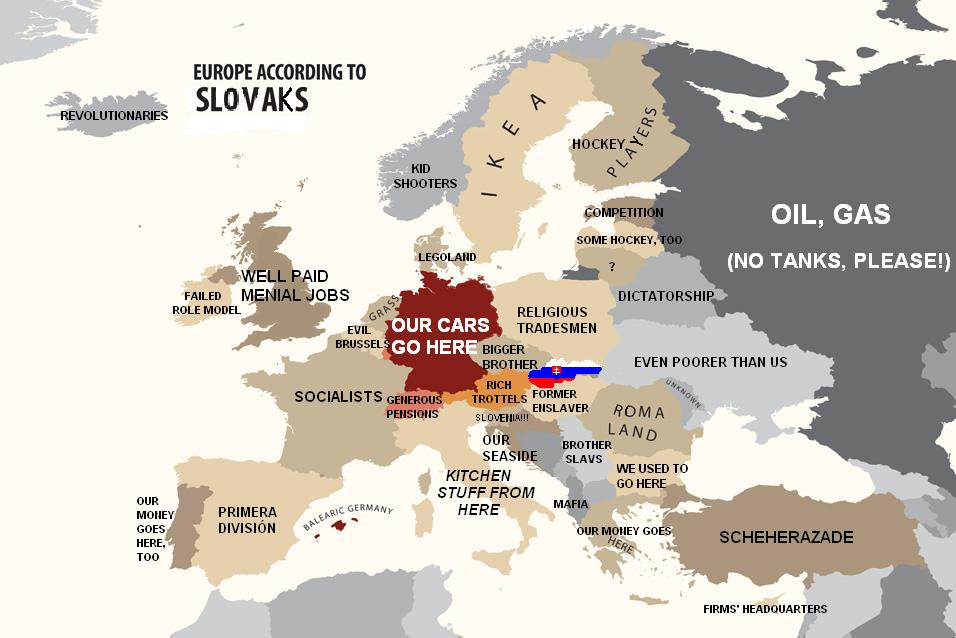 EUROPE ACCORDING TO
SLOVAKS
REVOLUTIONARIES
IKEA
HOCKEY PLAYERS
KID
SHOOTERS
COMPETITION
OIL, GAS
(NO TANKS, PLEASE!)
SOME HOCKEY, TOO
?
LEGOLAND
WELL PAID
MENIAL JOBS
FAILED
ROLE MODEL
GRASS
EVIL
BRUSSELS
OUR CARS
GO HERE
RELIGIOUS
TRADESMEN
DICTATORSHIP
BIGGER
BROTHER
EVEN POORER THAN US
SOCIALISTS
GENEROUS
PENSIONS
RICH
TROTTELS
FORMER
ENSLAVER
UNKNOWN
SLOVENIA!!!
ROMA
LAND
OUR
SEASIDE
BROTHER
SLAVS
WE USED TO
GO HERE
KITCHEN
STUFF FROM
HERE
MAFIA
OUR
MONEY
GOES
HERE,
TOO
PRIMERA
DIVISIÓN
BALEARIC GERMANY
OUR MONEY GOES
HERE
SCHEHERAZADE
FIRMS' HEADQUARTERS